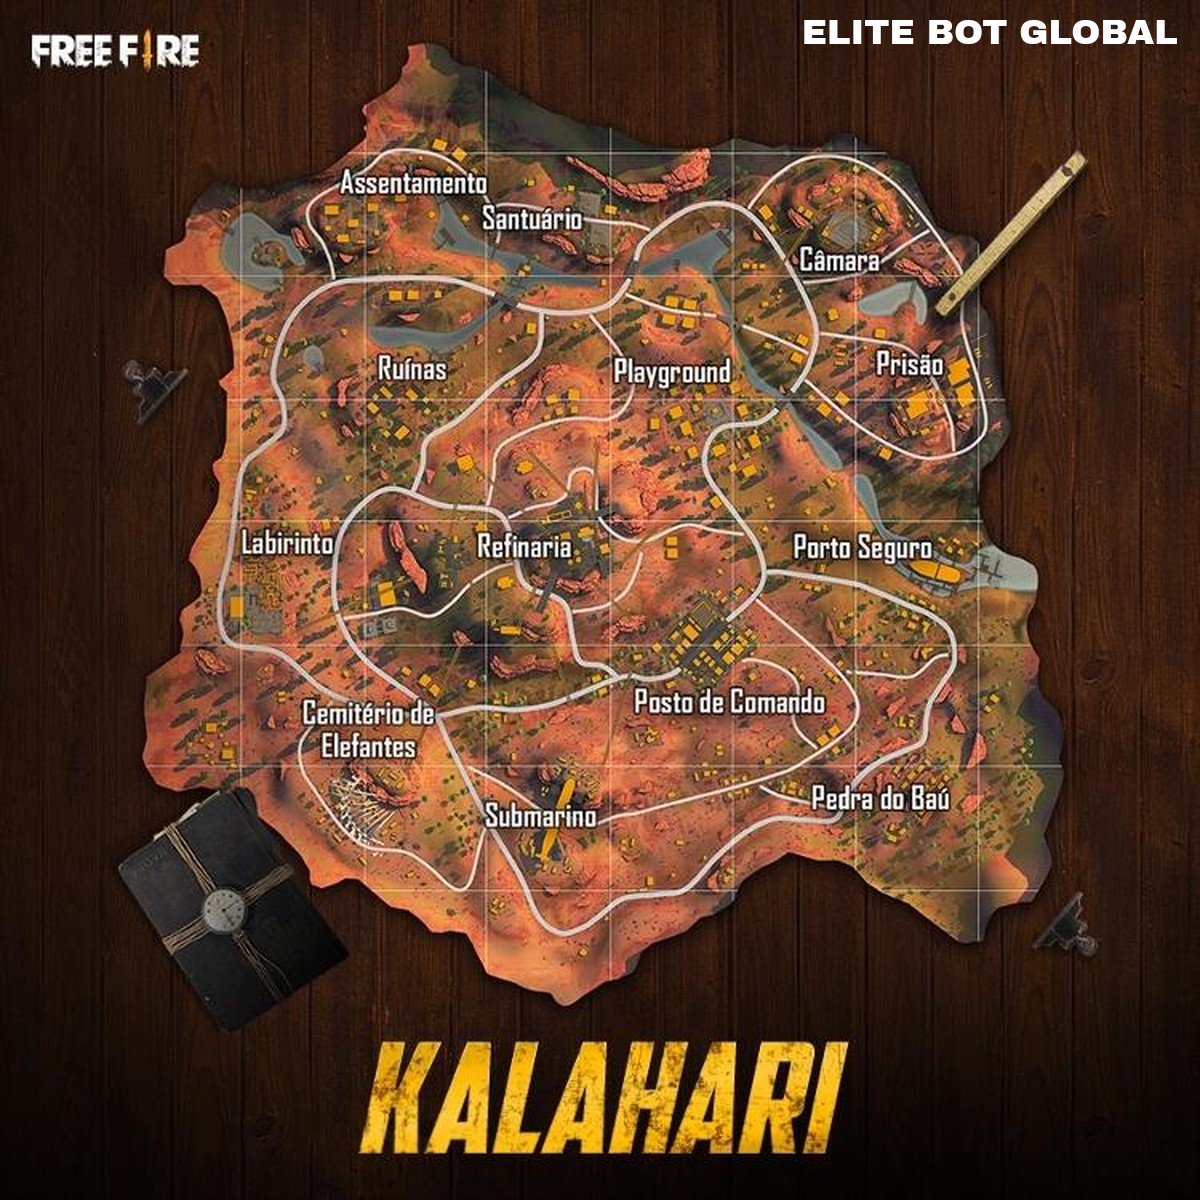 FREE FIRE
ELITE BOT GLOBAL
Assentamento
Santuário
Câmara
Ruínas
Playground
Prisão
Labirinto
Refinaria
Porto Seguro
Posto de Comando
Cemitério de
Elefantes
Submarino
Pedra do Baú
KALAHARI